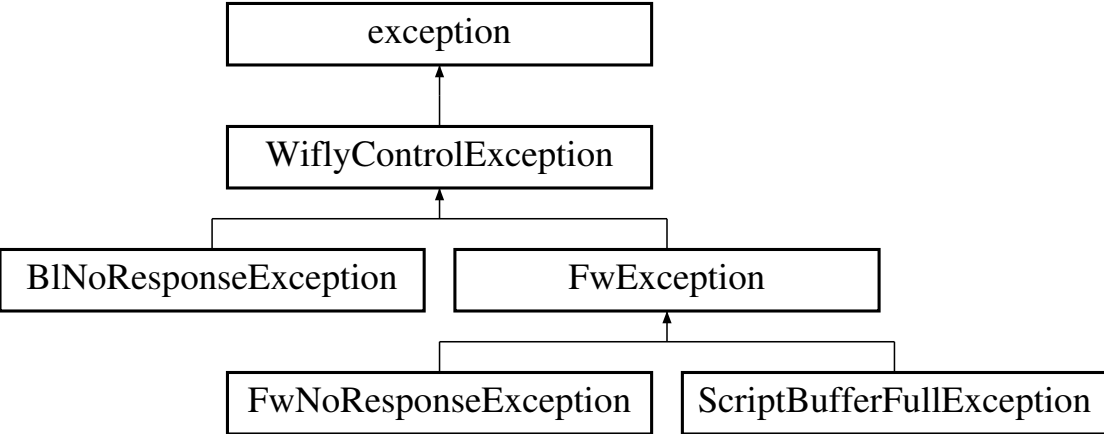 exception
WiflyControlException
BlNoResponseException
FwException
FwNoResponseException
ScriptBufferFullException